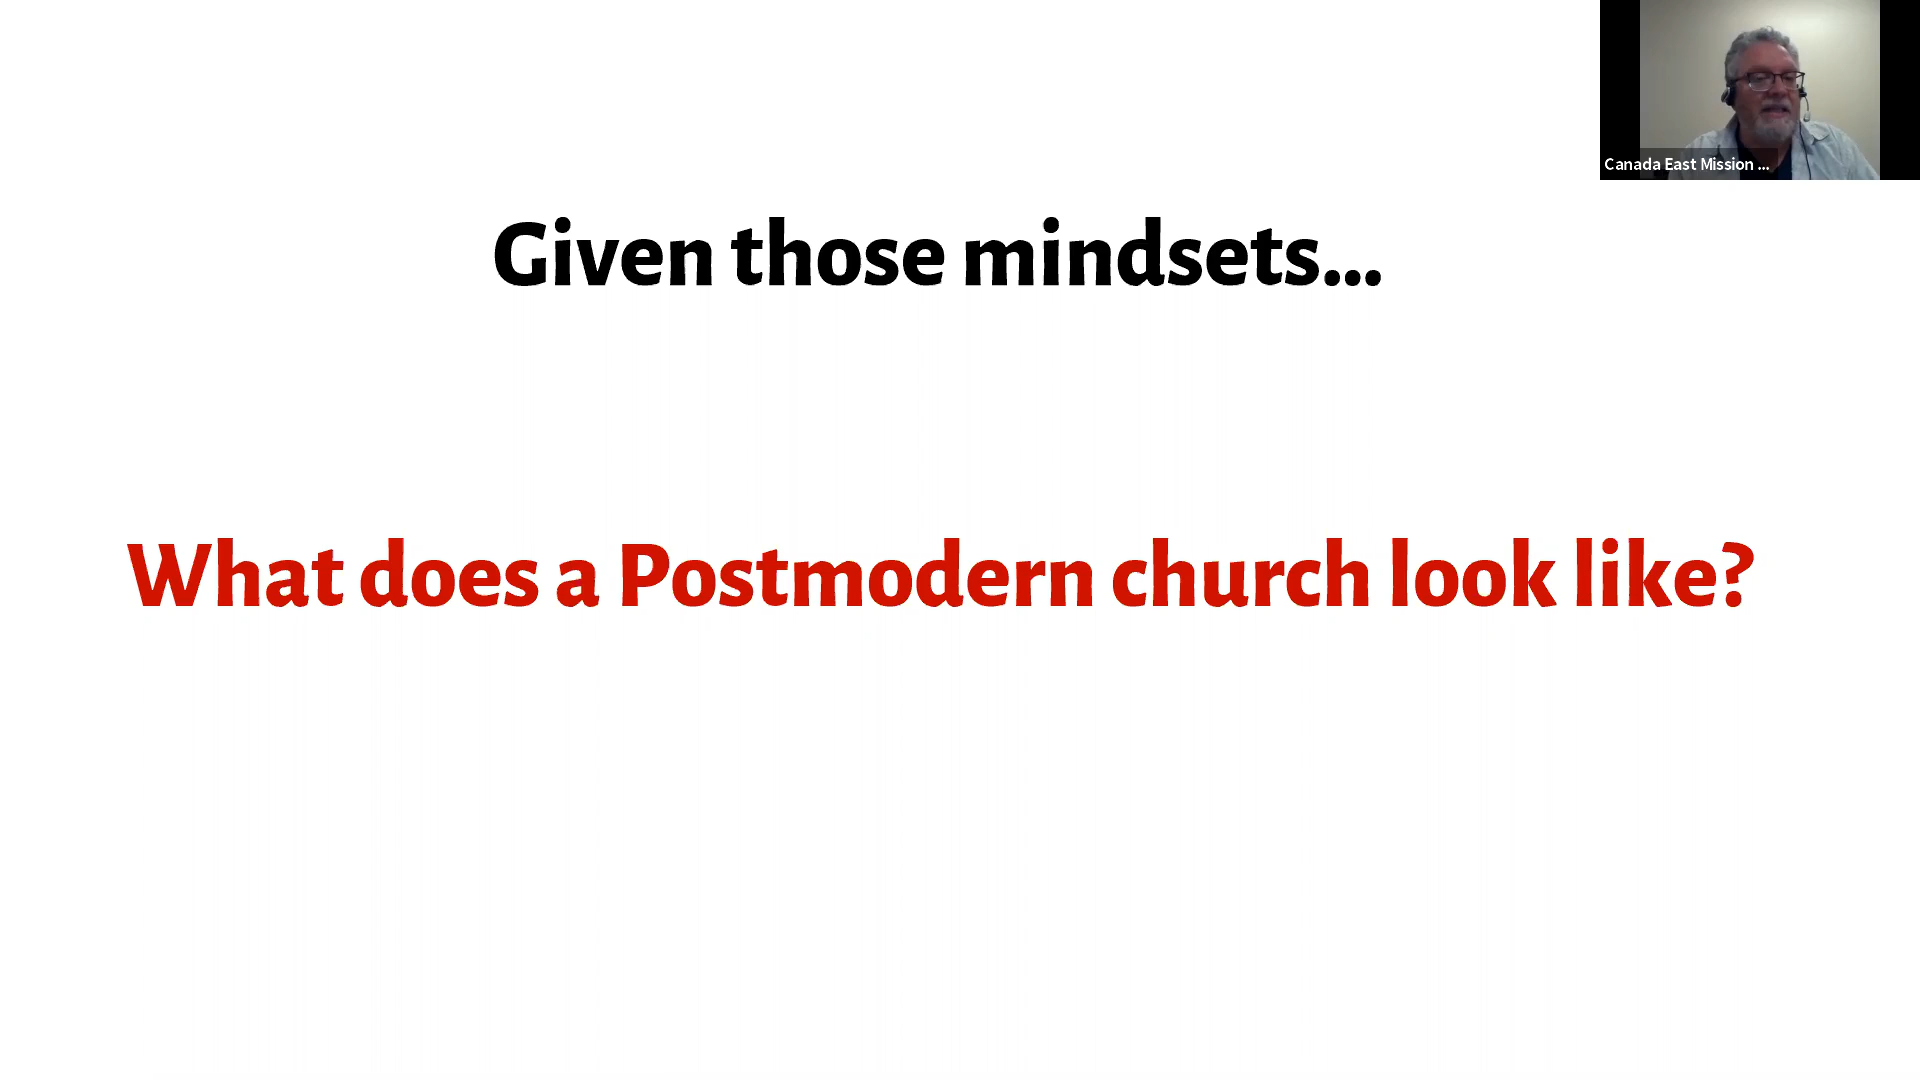 Canada East Mission ...
Given those mindsets...
What does a Postmodern church look like?